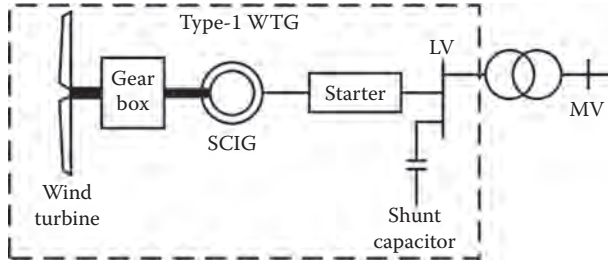 Type-1 WTG
LV
Gear
box
Starter
MV
SCIG
Wind
turbine
Shunt
capacitor